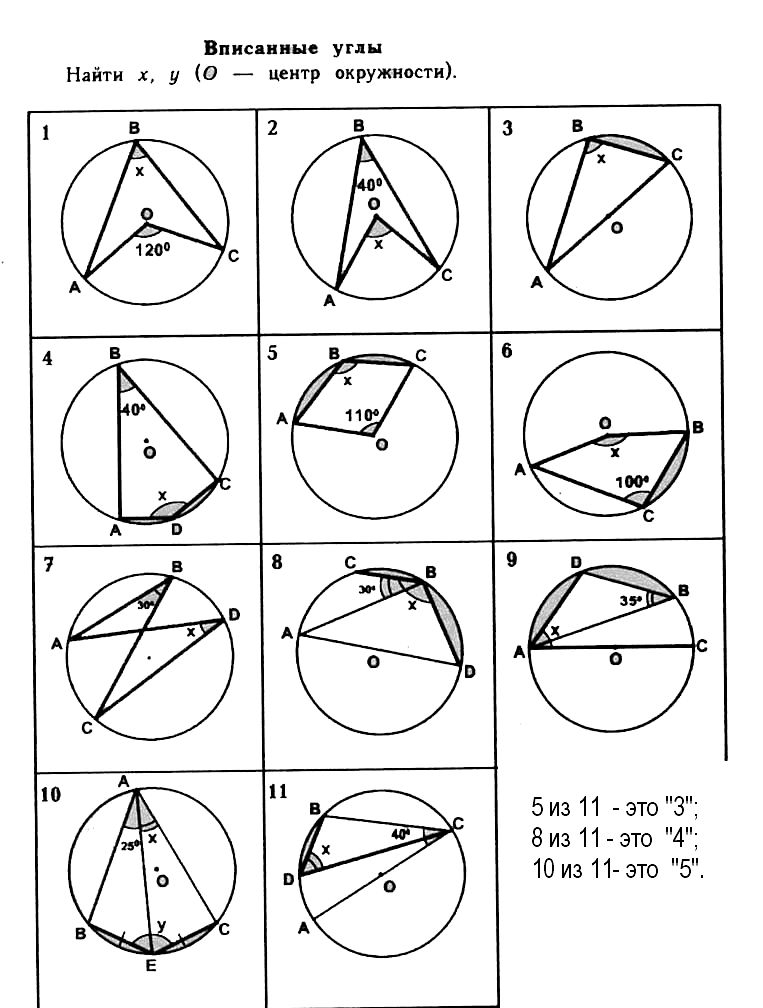 Вписанные углы
Найти x, y (O — центр окружности).
1
B
x
O
120⁰
A
C
2
B
40⁰
O
x
A
C
3
B
x
C
O
A
4
B
40⁰
O
x
C
A
D
5
B
C
x
A
110⁰
O
6
O
B
x
A
100⁰
C
7
B
30⁰
D
x
A
C
8
C
B
30⁰
x
A
O
D
9
D
B
35⁰
x
A
O
C
10
A
x
25⁰
O
y
B
C
E
11
B
C
40⁰
x
D
O
A
5 из 11 - это "3";
8 из 11 - это "4";
10 из 11- это "5".